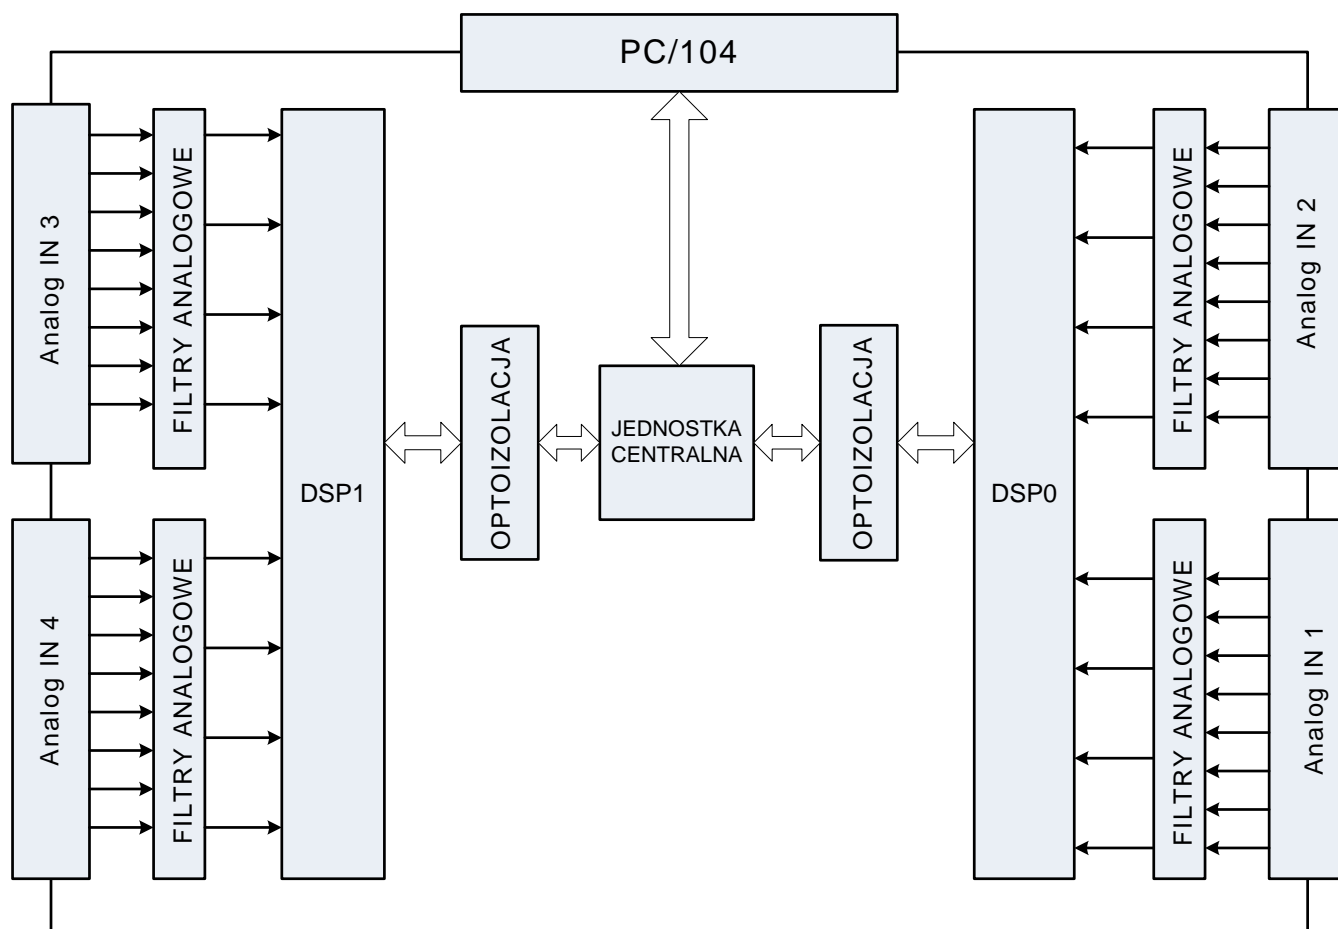 PC/104
Analog IN 3
FILTRY ANALOGOWE
DSP1
OPTOIZOLACJA
JEDNOSTKA
CENTRALNA
OPTOIZOLACJA
DSP0
FILTRY ANALOGOWE
Analog IN 2
Analog IN 4
FILTRY ANALOGOWE
FILTRY ANALOGOWE
Analog IN 1